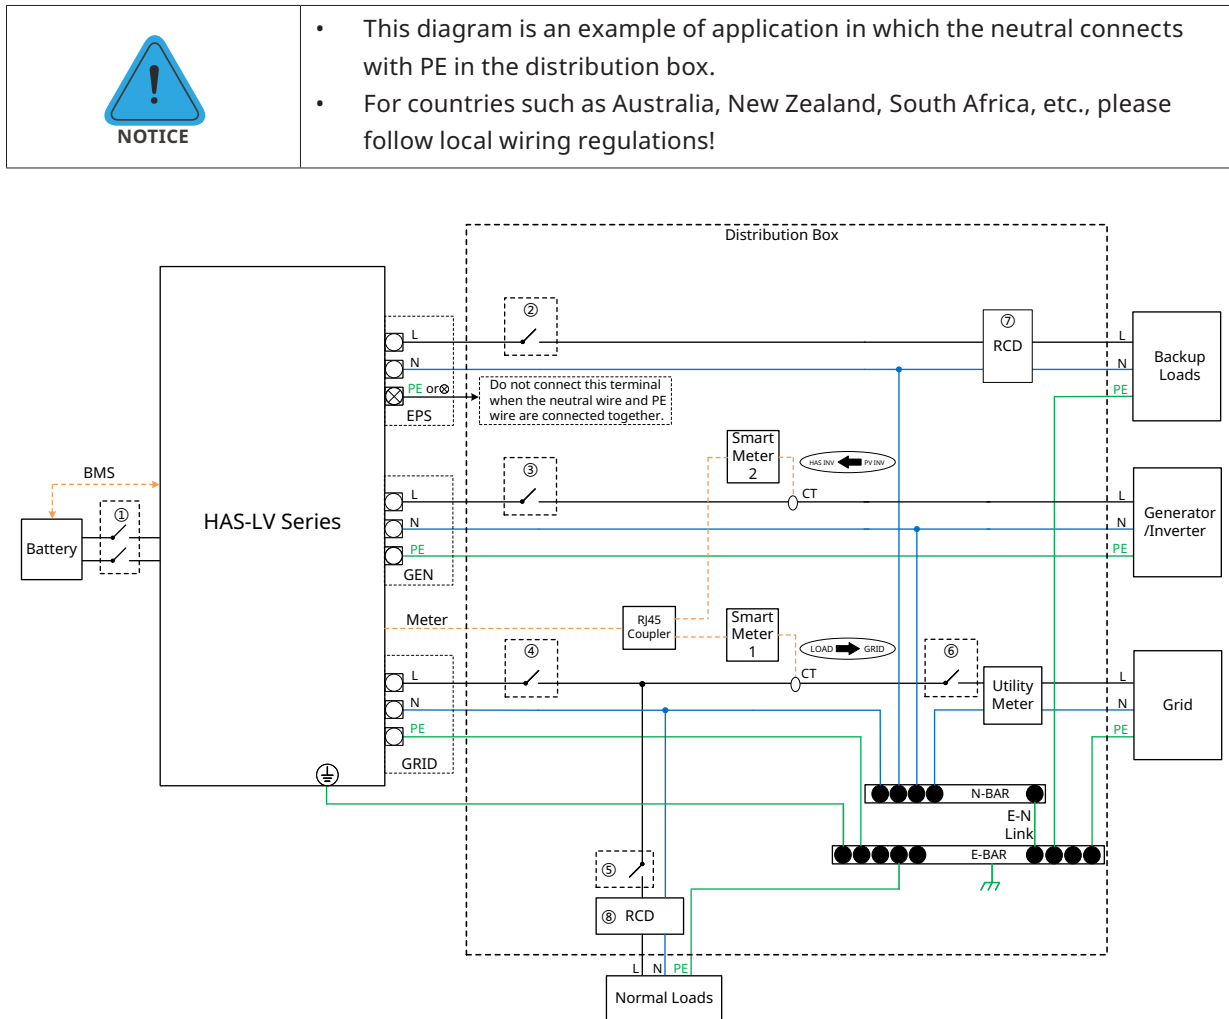 NOTICE
• This diagram is an example of application in which the neutral connects
with PE in the distribution box.
• For countries such as Australia, New Zealand, South Africa, etc., please
follow local wiring regulations!
Distribution Box
②
⑦
RCD
L
N
PE or⊗
EPS
Do not connect this terminal
when the neutral wire and PE
wire are connected together.
L
N
PE
Backup
Loads
BMS
①
Battery
HAS-LV Series
③
Smart
Meter
2
HAS INV
PV INV
CT
L
N
PE
GEN
L
N
PE
Generator
/Inverter
Meter
RJ45
Coupler
Smart
Meter
1
LOAD
GRID
CT
④
⑥
L
N
PE
GRID
Utility
Meter
L
N
PE
Grid
N-BAR
E-N
Link
E-BAR
⑤
⑧ RCD
L
N
PE
Normal Loads